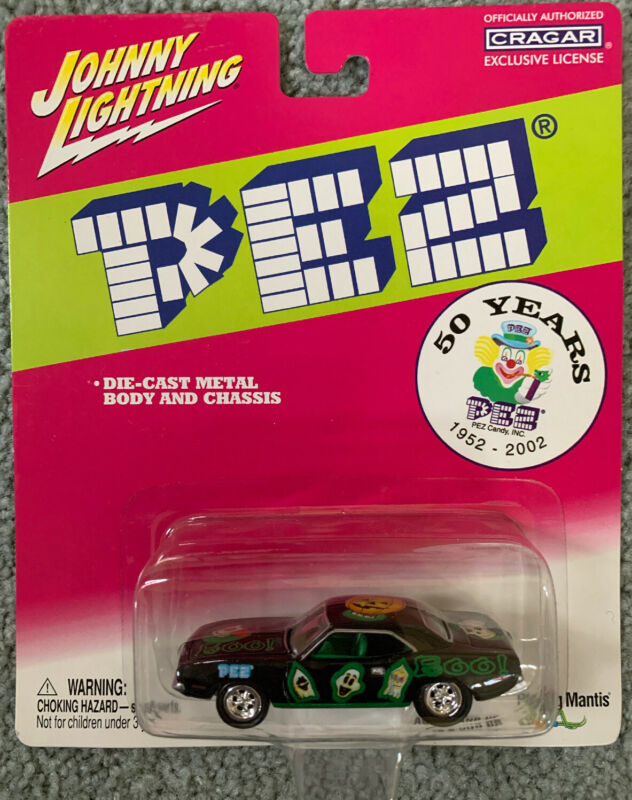 JOHNNY
LIGHTNING
OFFICIALLY AUTHORIZED
CRAGAR®
EXCLUSIVE LICENSE
PEZ®
50 YEARS
PEZ
PEZ
PEZ Candy, INC.
1952 - 2002
• DIE-CAST METAL
BODY AND CHASSIS
BOO!
PEZ
BOO!
WARNING:
CHOKING HAZARD—
Not for children under 3
Mantis®